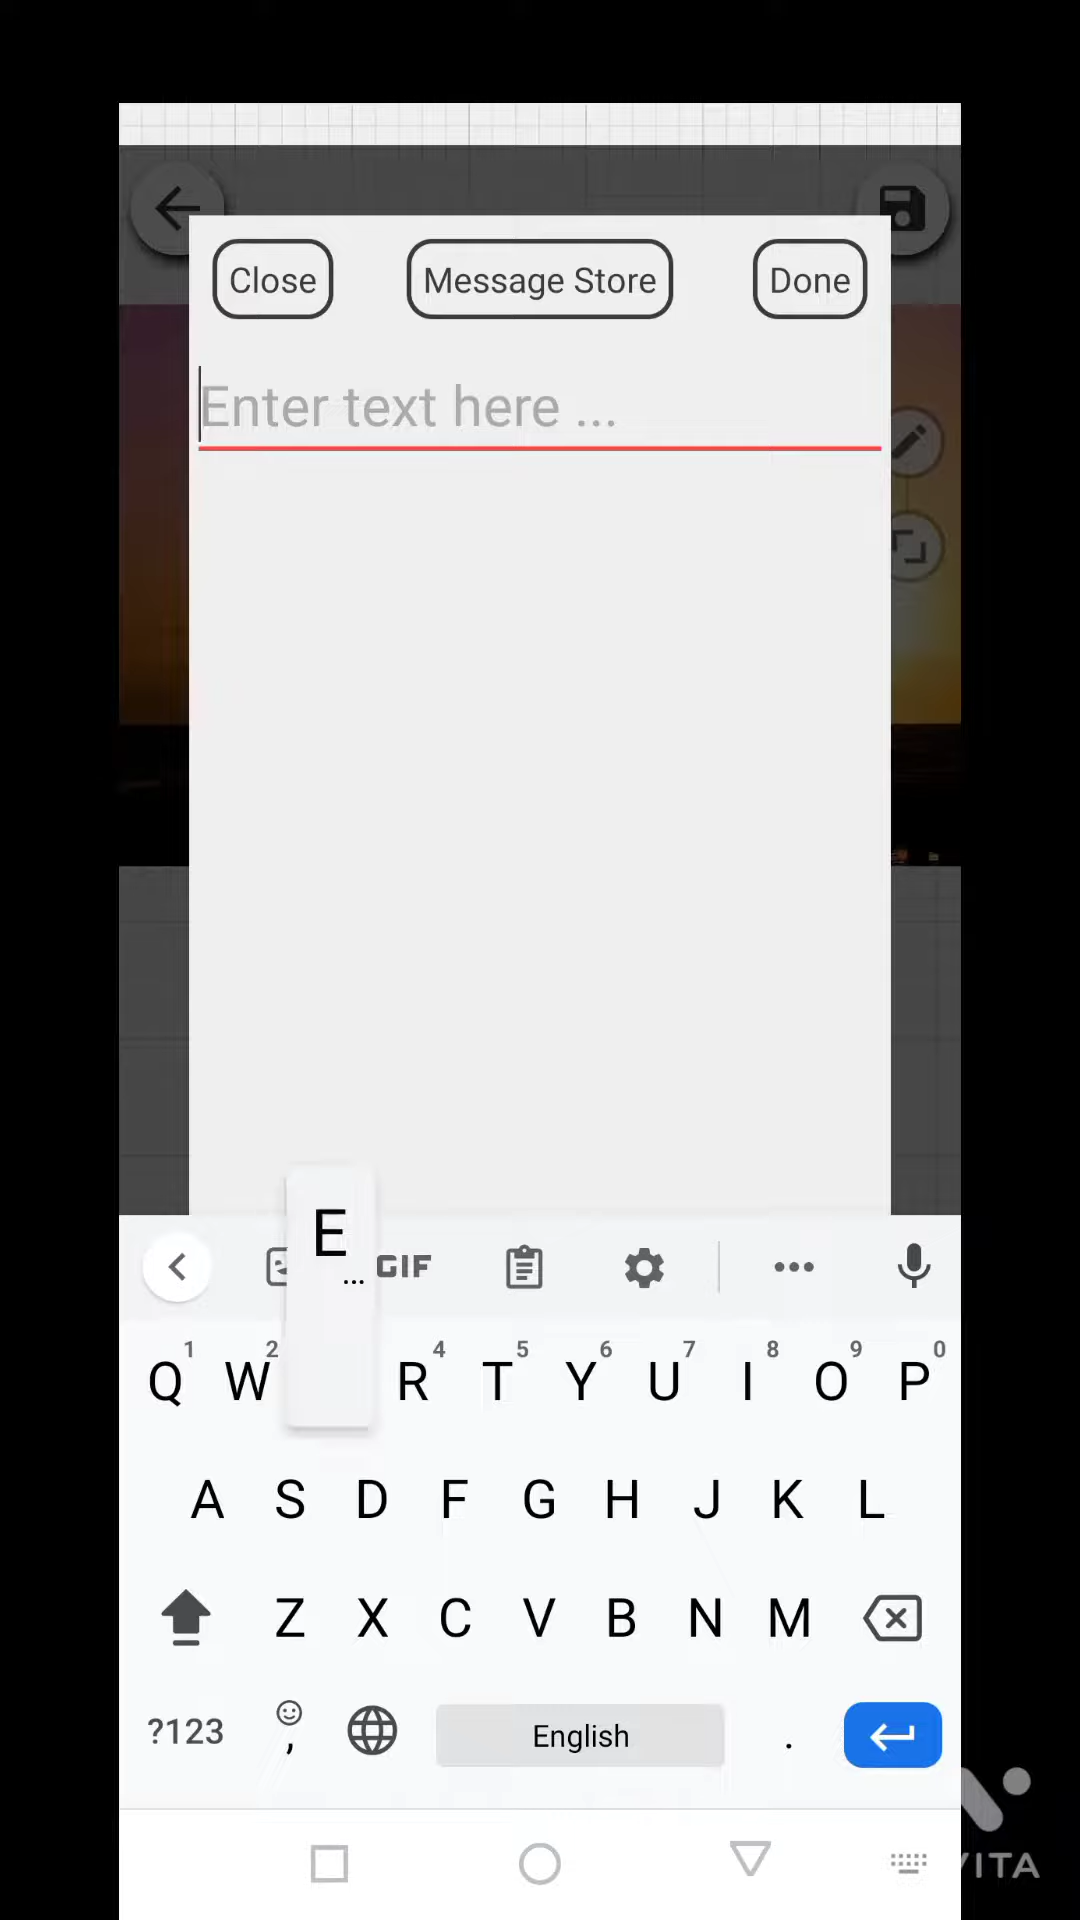 Close Message Store Done
Enter text here ...
E
...
GIF
1 2 4 5 6 7 8 9 0
Q W R T Y U I O P
A S D F G H J K L
Z X C V B N M
?123 , English .
VITA